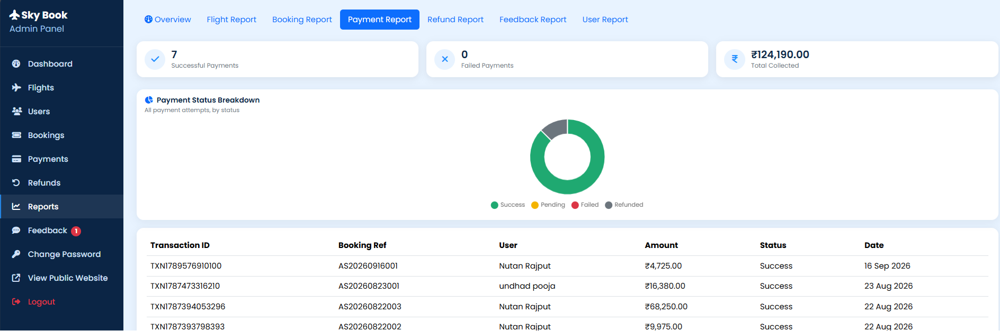 Sky Book
Admin Panel
Dashboard
Flights
Users
Bookings
Payments
Refunds
Reports
Feedback 1
Change Password
View Public Website
Logout
Overview Flight Report Booking Report Payment Report Refund Report Feedback Report User Report
7
Successful Payments
0
Failed Payments
₹124,190.00
Total Collected
Payment Status Breakdown
All payment attempts, by status
Success Pending Failed Refunded
Transaction ID Booking Ref User Amount Status Date
TXN1789576910100 AS20260916001 Nutan Rajput ₹4,725.00 Success 16 Sep 2026
TXN1787473316210 AS20260823001 undhad pooja ₹16,380.00 Success 23 Aug 2026
TXN1787394053296 AS20260822003 Nutan Rajput ₹68,250.00 Success 22 Aug 2026
TXN1787393798393 AS20260822002 Nutan Rajput ₹9,975.00 Success 22 Aug 2026